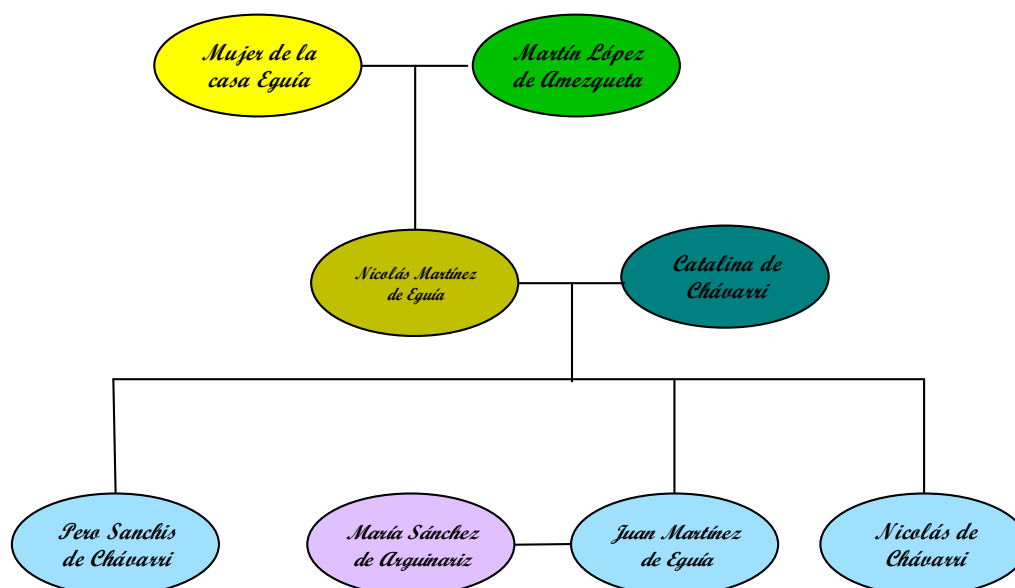 Mujer de la
casa Eguía
Martín López
de Amezqueta
Nicolás Martínez
de Eguía
Catalina de
Chávarri
Pero Sanchis
de Chávarri
María Sánchez
de Arguinariz
Juan Martínez
de Eguía
Nicolás de
Chávarri